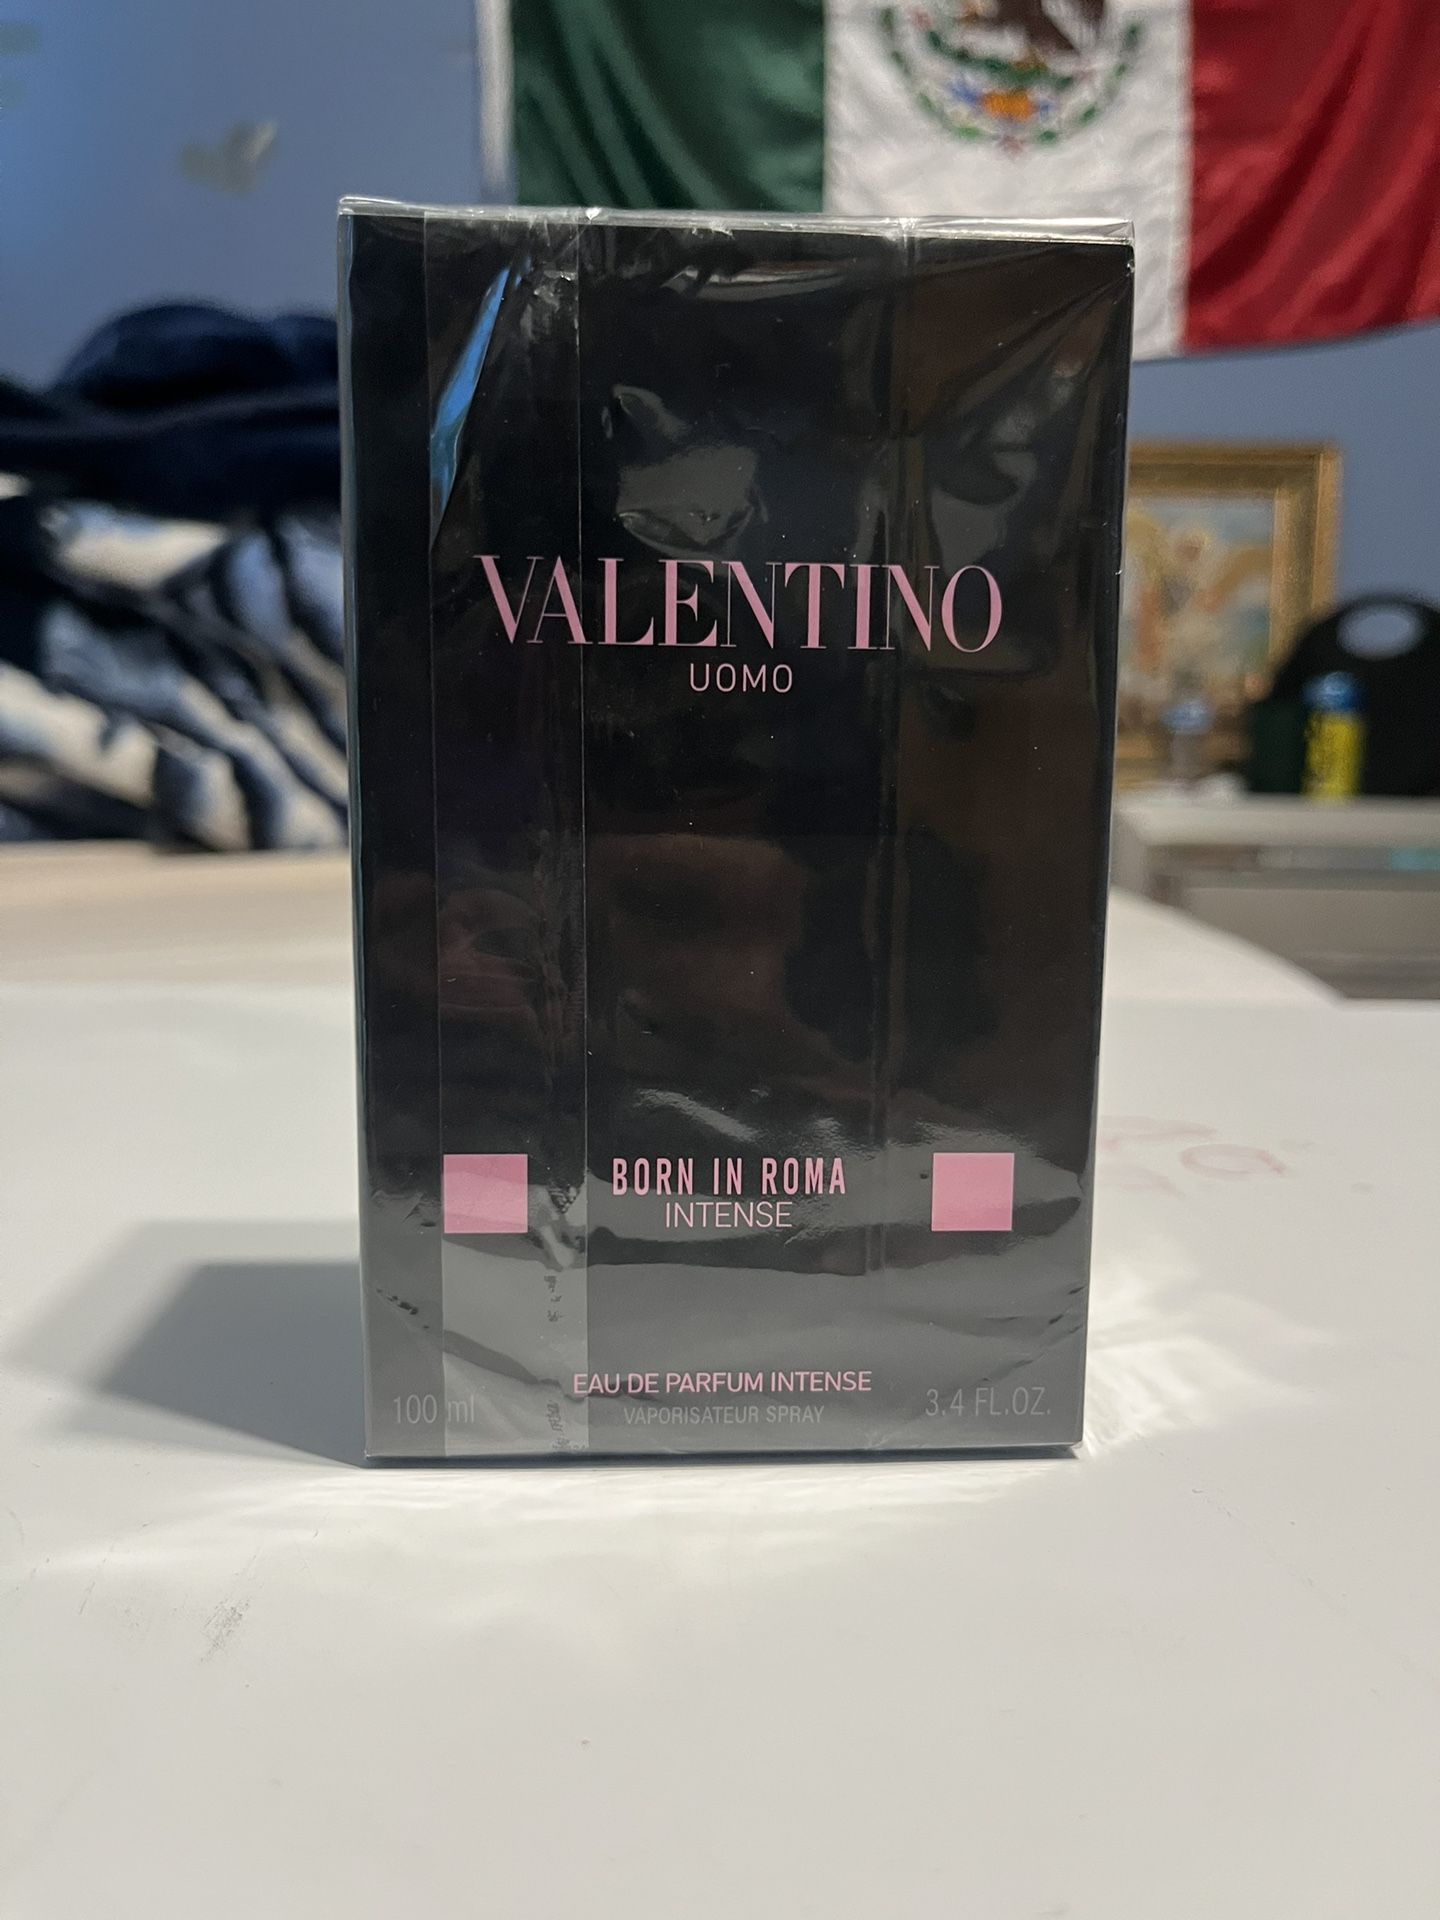 VALENTINO
UOMO
BORN IN ROMA
INTENSE
EAU DE PARFUM INTENSE
100 ml VAPORISATEUR SPRAY 3.4 FL.OZ.